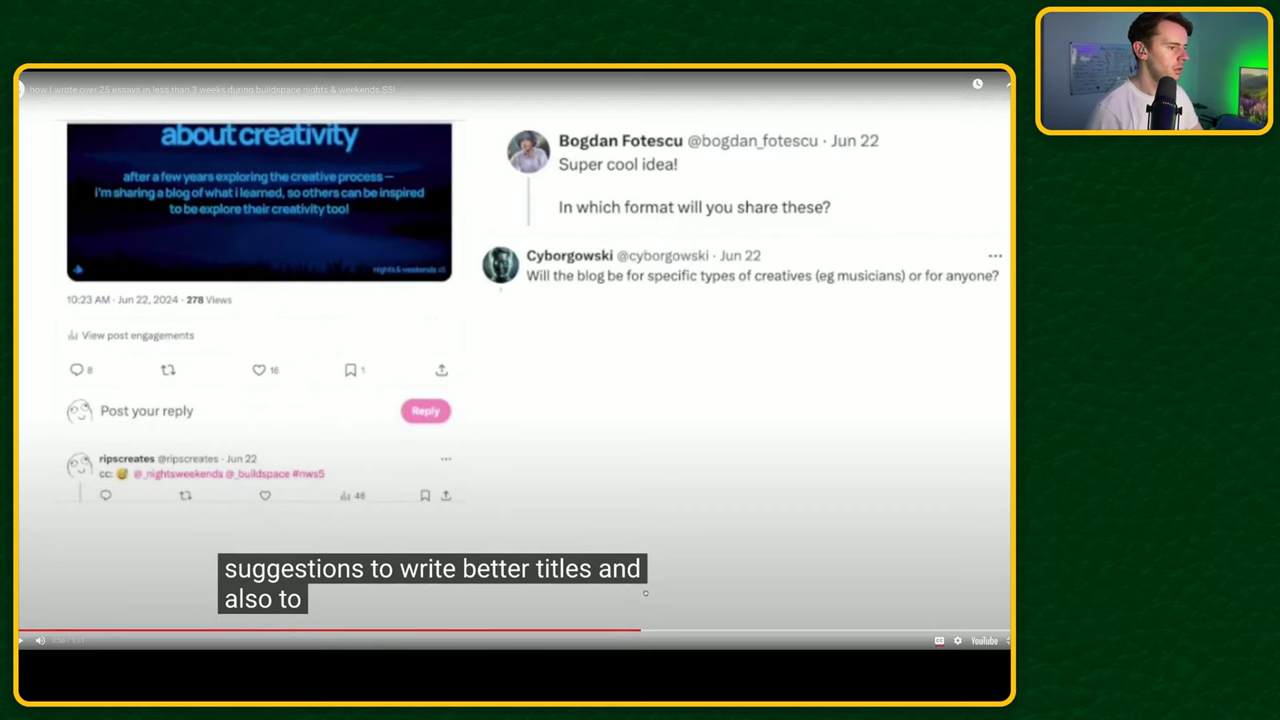 how I wrote over 25 essays in less than 3 weeks during buildspace nights & weekends S5!
about creativity
after a few years exploring the creative process —
i'm sharing a blog of what i learned, so others can be inspired
to be explore their creativity too!
nights & weekends s5
10:23 AM · Jun 22, 2024 · 278 Views
View post engagements
8
16
1
Post your reply
Reply
ripscreates @ripscreates · Jun 22
cc: @_nightsweekends @_buildspace #nws5
46
Bogdan Fotescu @bogdan_fotescu · Jun 22
Super cool idea!
In which format will you share these?
Cyborgowski @cyborgowski · Jun 22
Will the blog be for specific types of creatives (eg musicians) or for anyone?
suggestions to write better titles and
also to
YouTube